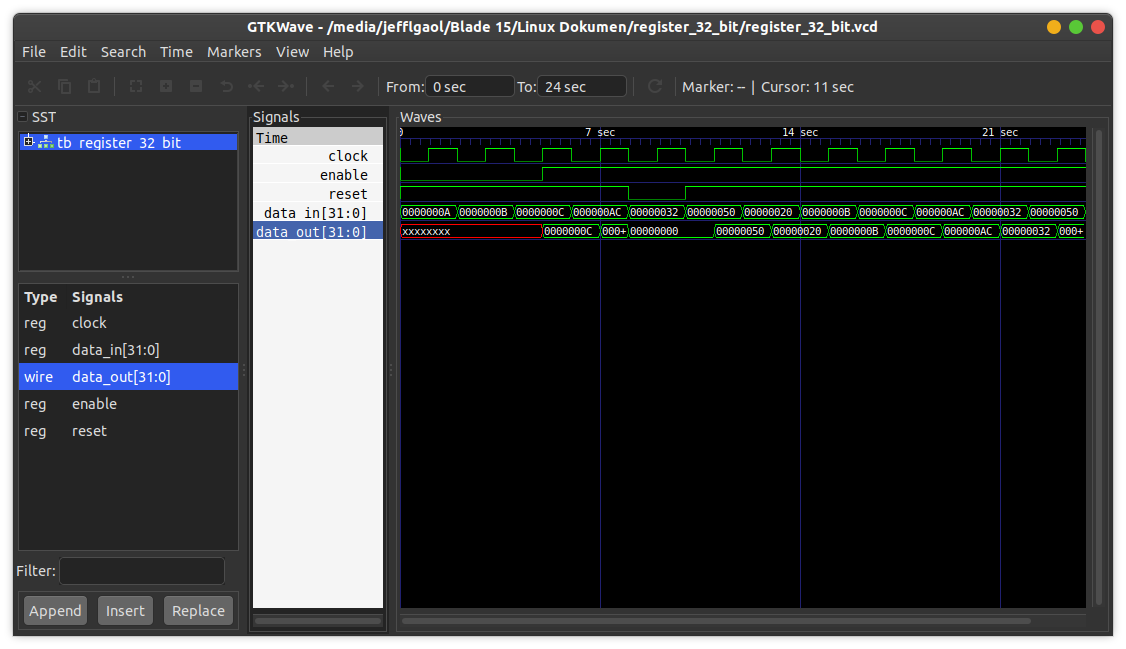 GTKWave - /media/jefflgaol/Blade 15/Linux Dokumen/register_32_bit/register_32_bit.vcd
File Edit Search Time Markers View Help
From: 0 sec To: 24 sec Marker: -- | Cursor: 11 sec
SST
tb_register_32_bit
Type Signals
reg clock
reg data_in[31:0]
wire data_out[31:0]
reg enable
reg reset
Filter:
Append Insert Replace
Signals
Time
clock
enable
reset
data_in[31:0]
data_out[31:0]
Waves
0 7 sec 14 sec 21 sec
0000000A 0000000B 0000000C 000000AC 00000032 00000050 00000020 0000000B 0000000C 000000AC 00000032 00000050
xxxxxxxx 0000000C 000+ 00000000 00000050 00000020 0000000B 0000000C 000000AC 00000032 000+